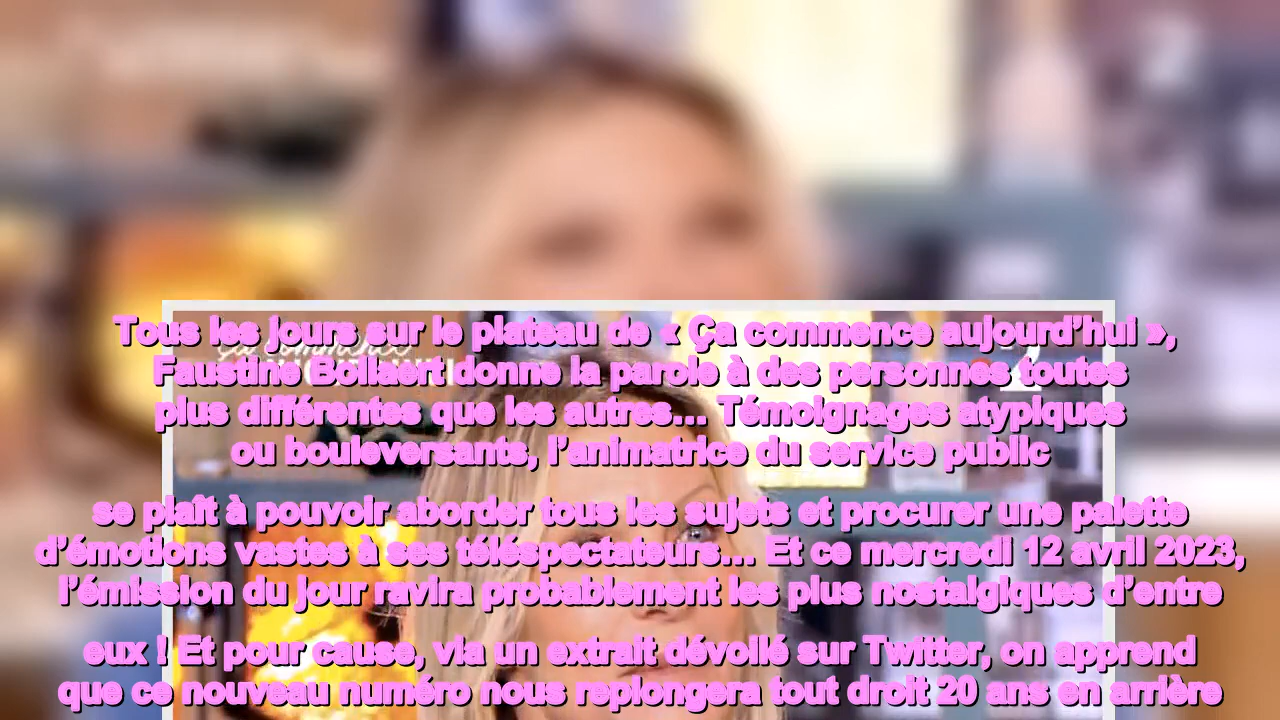 Tous les jours sur le plateau de « Ça commence aujourd’hui »,
Faustine Bollaert donne la parole à des personnes toutes
plus différentes que les autres… Témoignages atypiques
ou bouleversants, l’animatrice du service public
se plaît à pouvoir aborder tous les sujets et procurer une palette
d’émotions vastes à ses téléspectateurs… Et ce mercredi 12 avril 2023,
l’émission du jour ravira probablement les plus nostalgiques d’entre
eux ! Et pour cause, via un extrait dévoilé sur Twitter, on apprend
que ce nouveau numéro nous replongera tout droit 20 ans en arrière